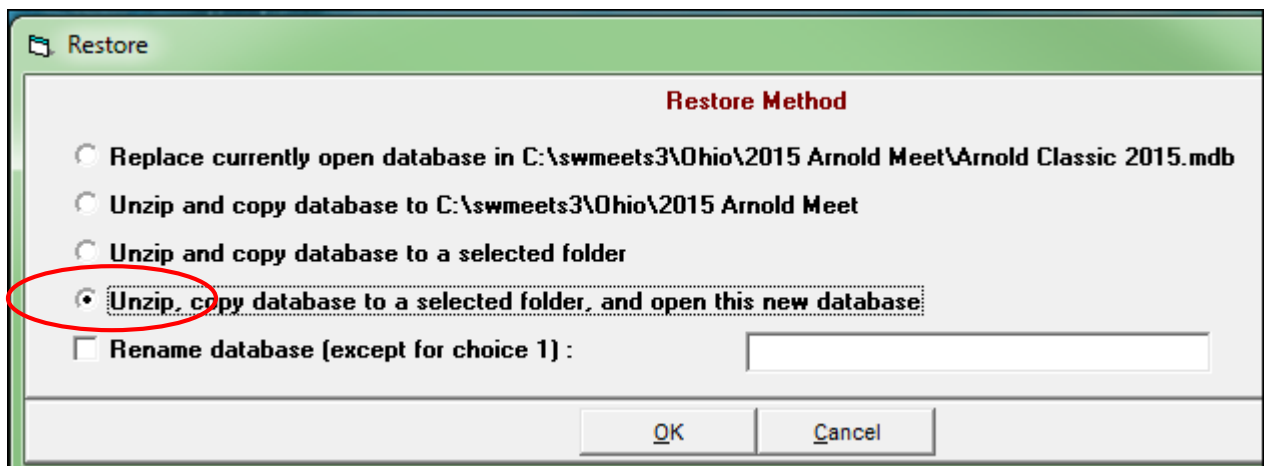 Restore
Restore Method
Replace currently open database in C:\swmeets3\Ohio\2015 Arnold Meet\Arnold Classic 2015.mdb
Unzip and copy database to C:\swmeets3\Ohio\2015 Arnold Meet
Unzip and copy database to a selected folder
Unzip, copy database to a selected folder, and open this new database
Rename database (except for choice 1) :
OK Cancel